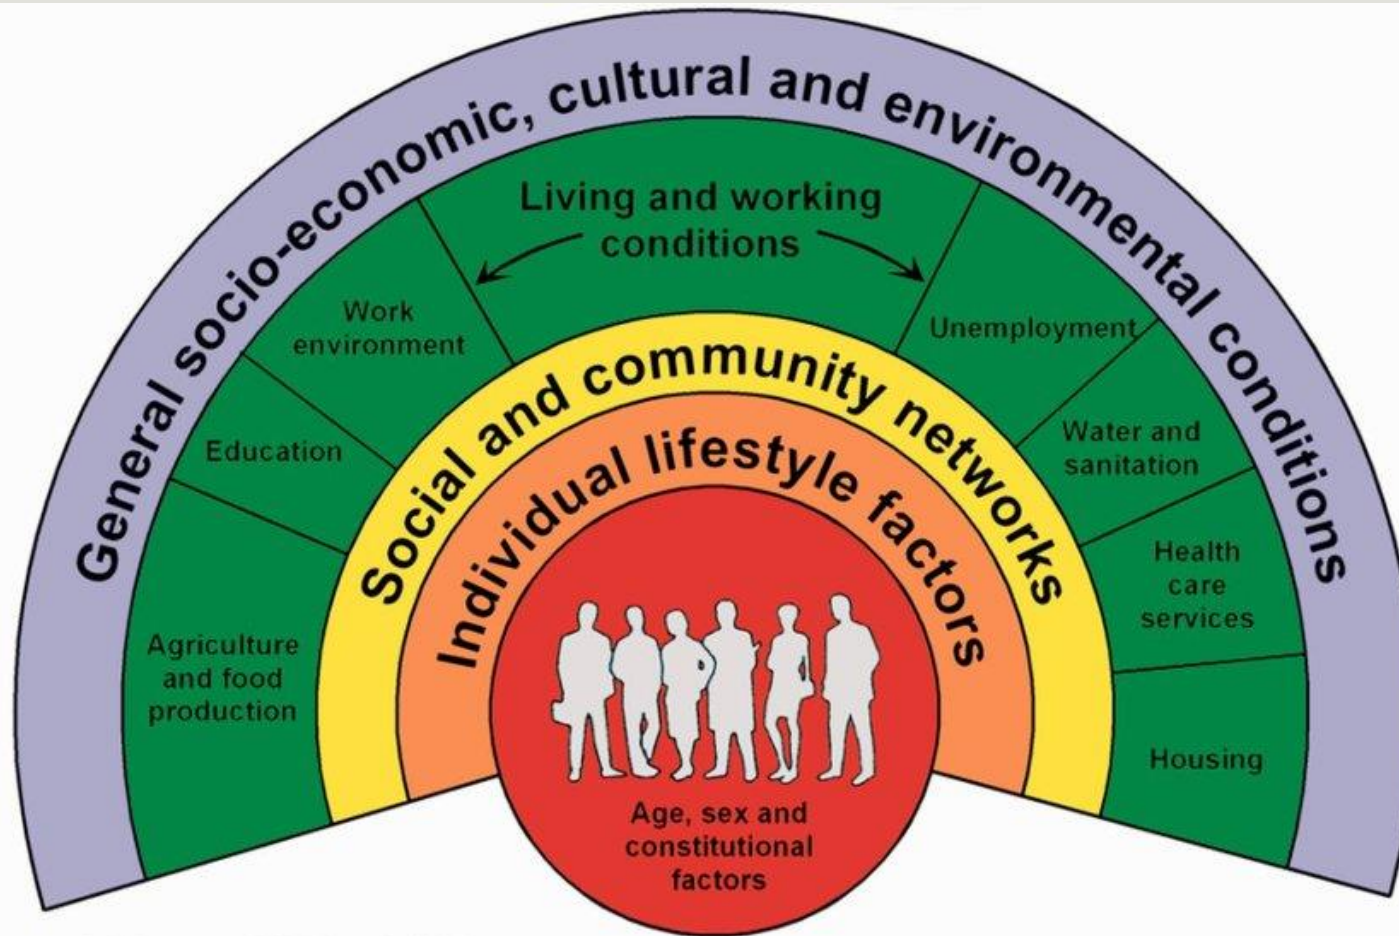 General socio-economic, cultural and environmental conditions
Living and working
conditions
Work
environment
Unemployment
Education
Water and
sanitation
Agriculture
and food
production
Health
care
services
Housing
Social and community networks
Individual lifestyle factors
Age, sex and
constitutional
factors